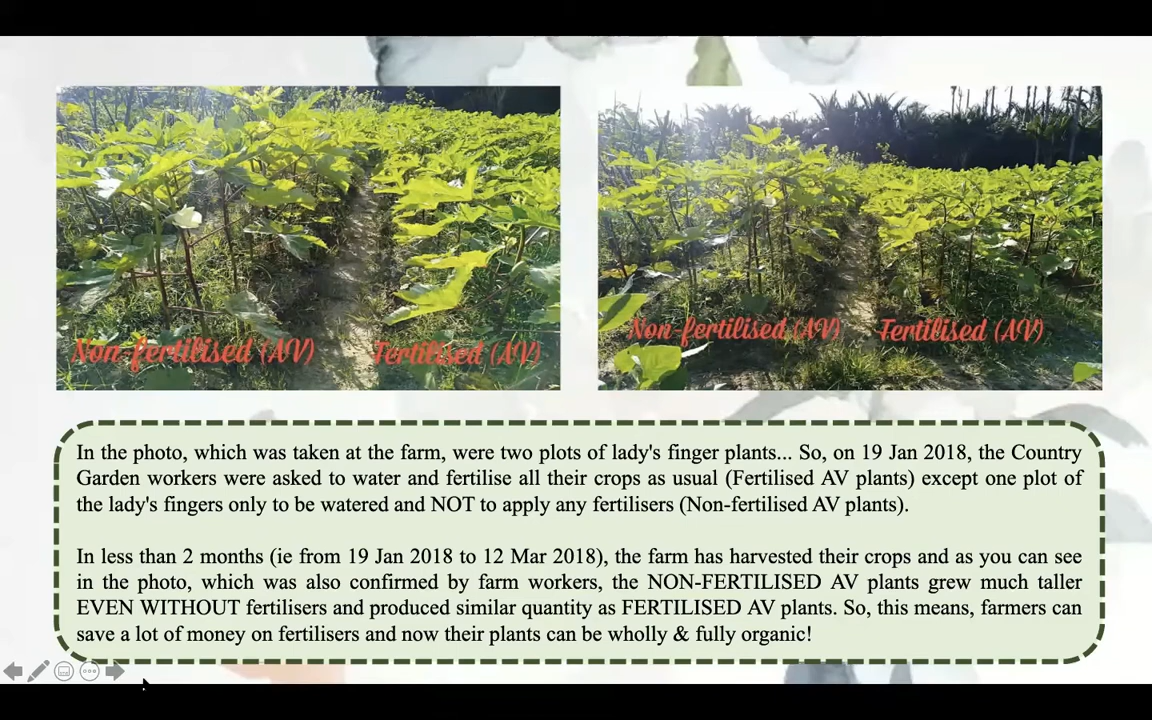 Non-fertilised (AV)
Fertilised (AV)
Non-fertilised (AV)
Fertilised (AV)
In the photo, which was taken at the farm, were two plots of lady's finger plants... So, on 19 Jan 2018, the Country
Garden workers were asked to water and fertilise all their crops as usual (Fertilised AV plants) except one plot of
the lady's fingers only to be watered and NOT to apply any fertilisers (Non-fertilised AV plants).
In less than 2 months (ie from 19 Jan 2018 to 12 Mar 2018), the farm has harvested their crops and as you can see
in the photo, which was also confirmed by farm workers, the NON-FERTILISED AV plants grew much taller
EVEN WITHOUT fertilisers and produced similar quantity as FERTILISED AV plants. So, this means, farmers can
save a lot of money on fertilisers and now their plants can be wholly & fully organic!